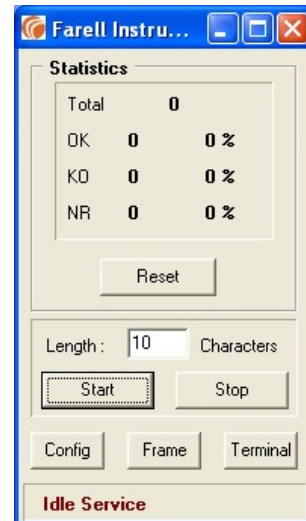 Farell Instru...
Statistics
Total 0
OK 0 0 %
KO 0 0 %
NR 0 0 %
Reset
Length : 10 Characters
Start Stop
Config Frame Terminal
Idle Service